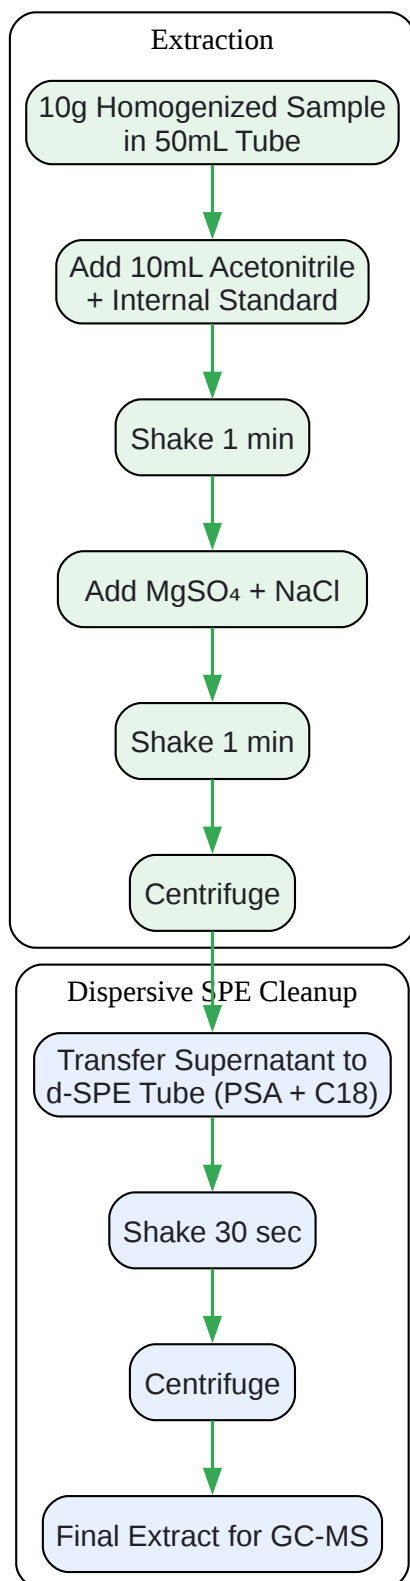 Extraction
10g Homogenized Sample
in 50mL Tube
Add 10mL Acetonitrile
+ Internal Standard
Shake 1 min
Add MgSO₄ + NaCl
Shake 1 min
Centrifuge
Dispersive SPE Cleanup
Transfer Supernatant to
d-SPE Tube (PSA + C18)
Shake 30 sec
Centrifuge
Final Extract for GC-MS